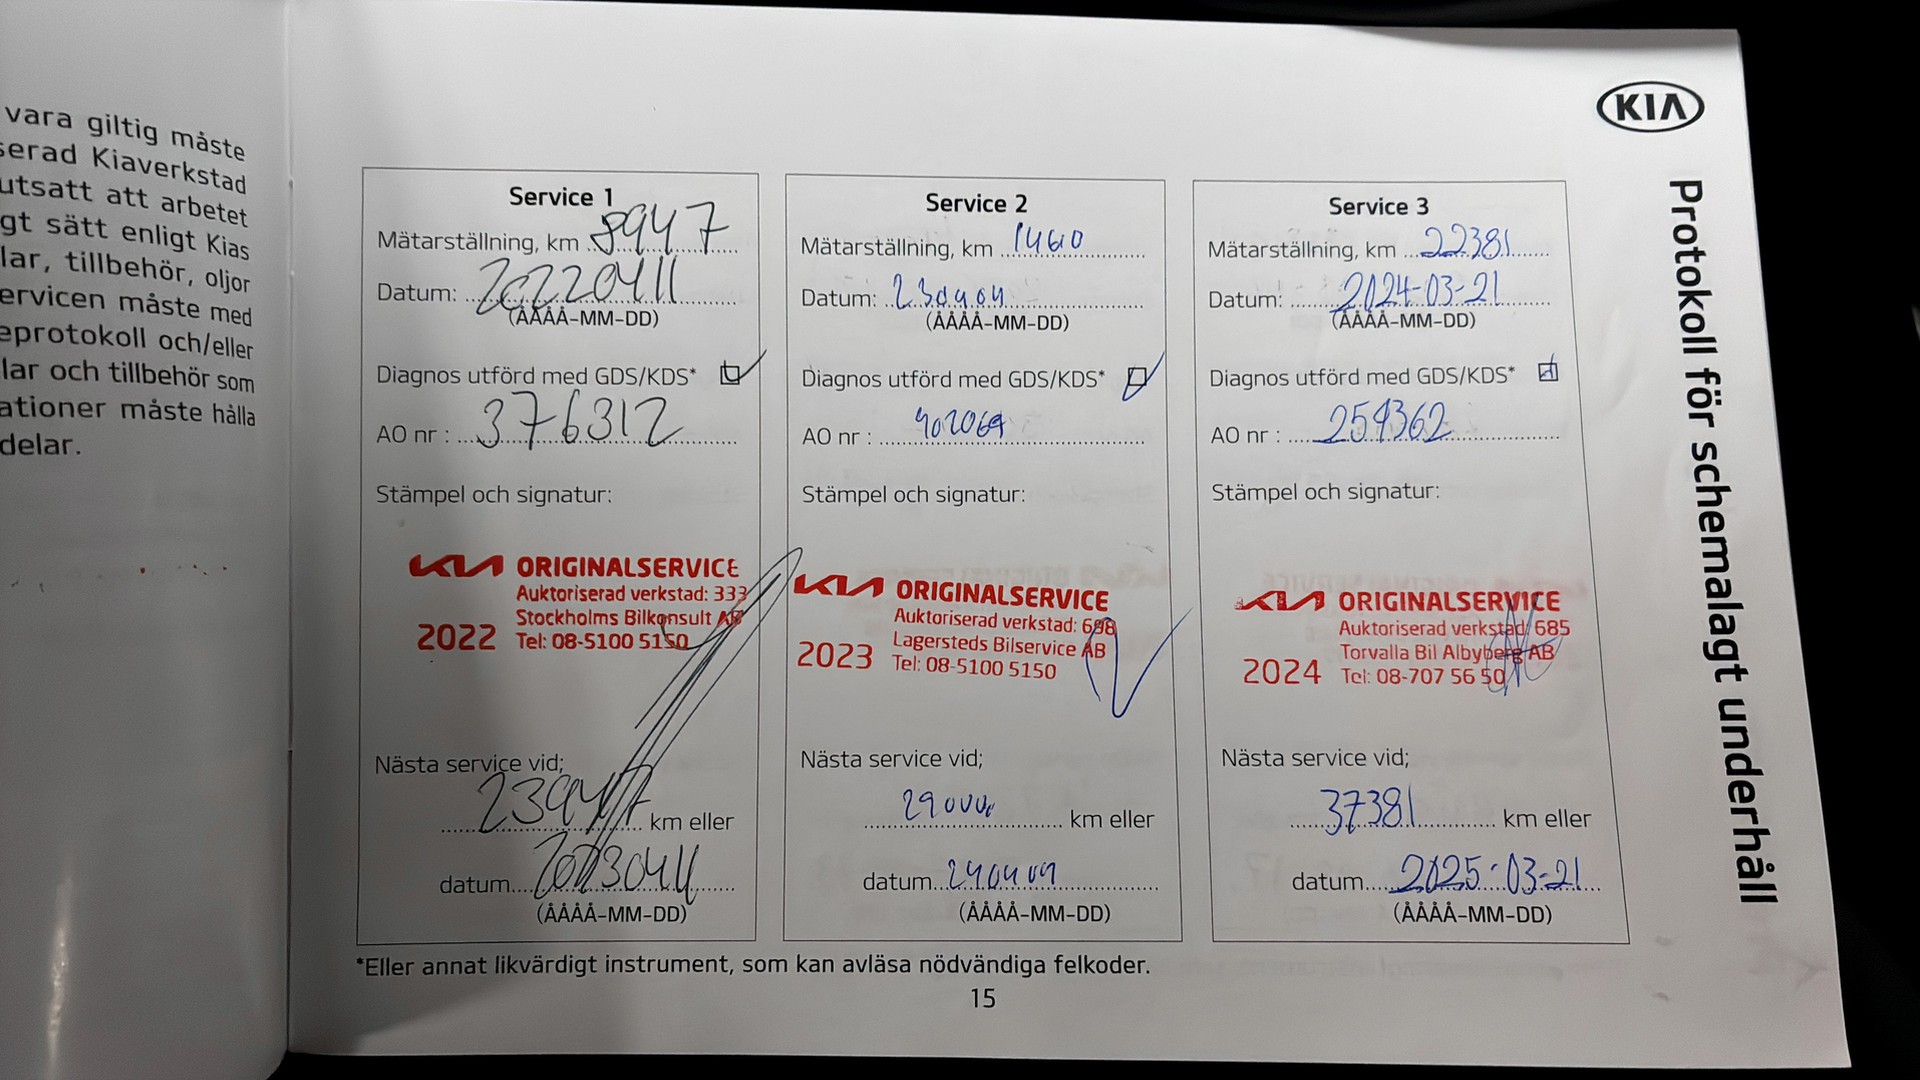 vara giltig måste
serad Kiaverkstad
utsatt att arbetet
gt sätt enligt Kias
lar, tillbehör, oljor
ervicen måste med
eprotokoll och/eller
lar och tillbehör som
ationer måste hålla
delar.
KIA
Protokoll för schemalagt underhåll
Service 1
Mätarställning, km 8947
Datum: 20220411
(ÅÅÅÅ-MM-DD)
Diagnos utförd med GDS/KDS*
AO nr : 376312
Stämpel och signatur:
KIA ORIGINALSERVICE
Auktoriserad verkstad: 333
Stockholms Bilkonsult AB
2022 Tel: 08-5100 5150
Nästa service vid;
23947 km eller
datum 20230411
(ÅÅÅÅ-MM-DD)
Service 2
Mätarställning, km
Datum: 230404
(ÅÅÅÅ-MM-DD)
Diagnos utförd med GDS/KDS*
AO nr : 402069
Stämpel och signatur:
KIA ORIGINALSERVICE
Auktoriserad verkstad: 698
Lagersteds Bilservice AB
2023 Tel: 08-5100 5150
Nästa service vid;
29000 km eller
datum 240409
(ÅÅÅÅ-MM-DD)
Service 3
Mätarställning, km 22381
Datum: 2024-03-21
(ÅÅÅÅ-MM-DD)
Diagnos utförd med GDS/KDS*
AO nr : 259362
Stämpel och signatur:
KIA ORIGINALSERVICE
Auktoriserad verkstad: 685
Torvalla Bil Albyberg AB
2024 Tel: 08-707 56 50
Nästa service vid;
37381 km eller
datum 2025-03-21
(ÅÅÅÅ-MM-DD)
*Eller annat likvärdigt instrument, som kan avläsa nödvändiga felkoder.
15